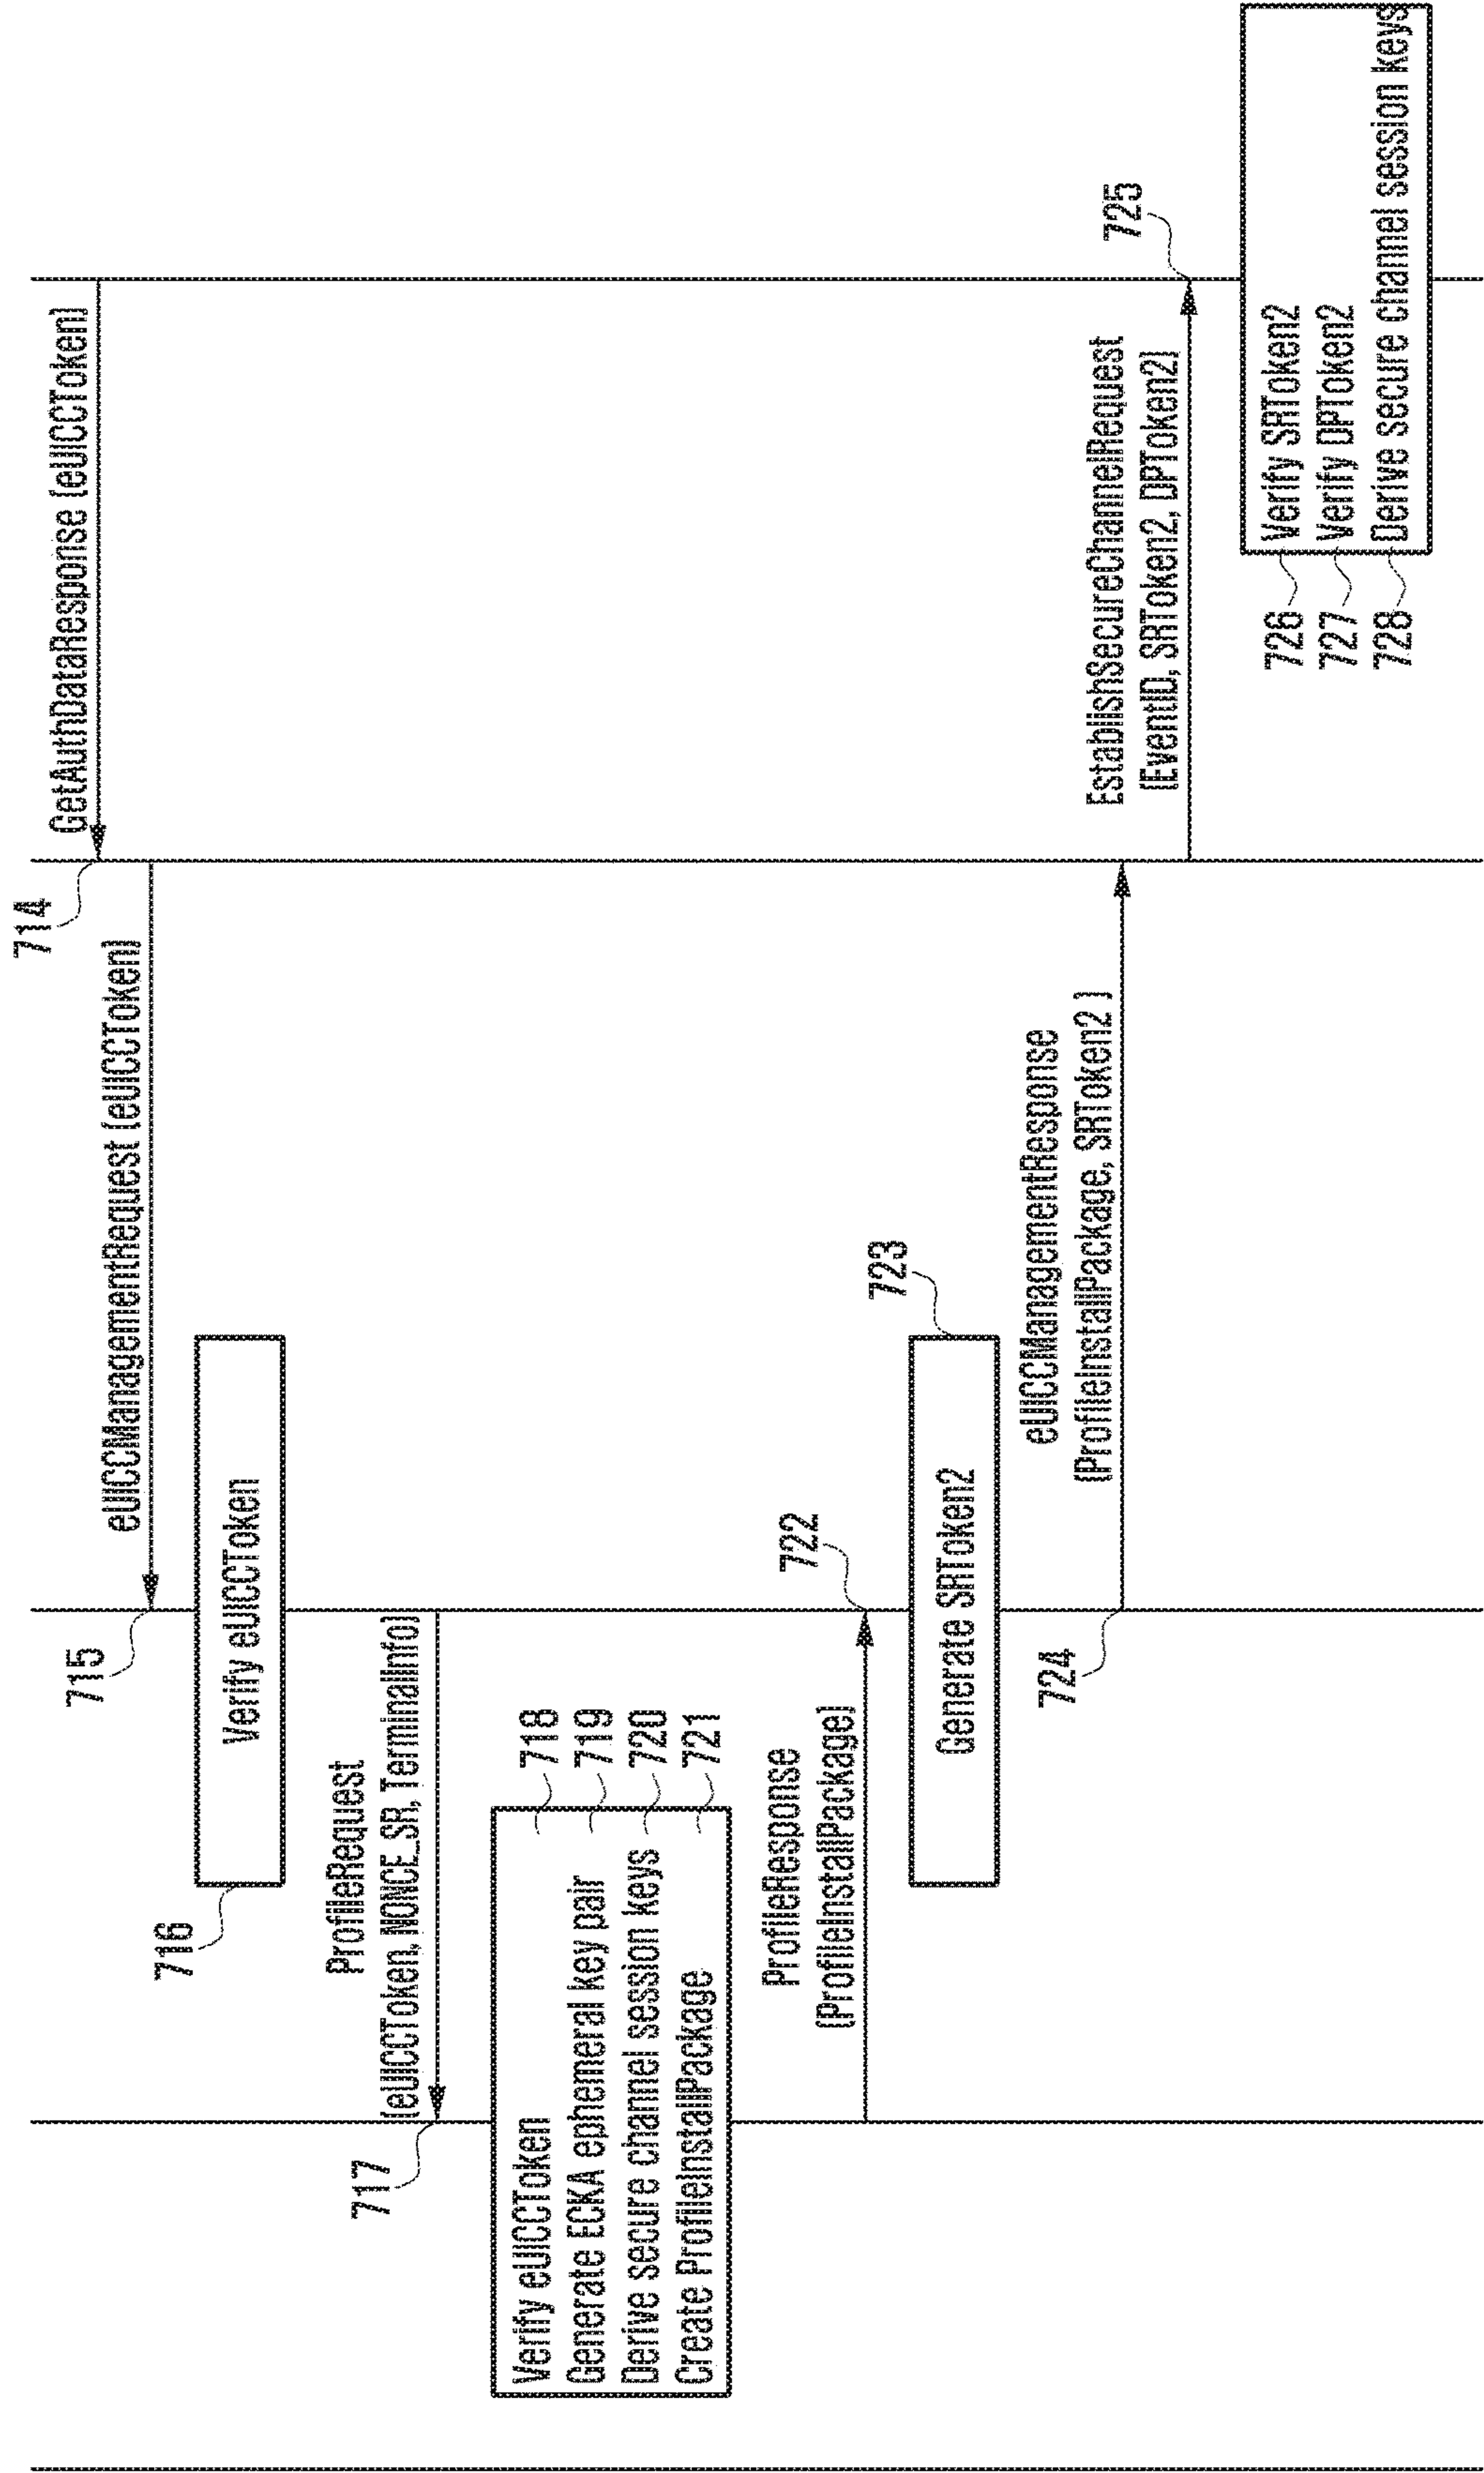 GetAuthDataResponse (eUICCToken)
714
eUICCManagementRequest (eUICCToken)
715
Verify eUICCToken
716
ProfileRequest
(eUICCToken, NONCE_SR, TerminalInfo)
717
Verify eUICCToken 718
Generate ECKA ephemeral key pair 719
Derive secure channel session keys 720
Create ProfileInstallPackage 721
ProfileResponse
(ProfileInstallPackage)
722
Generate SRToken2
723
eUICCManagementResponse
(ProfileInstallPackage, SRToken2 )
724
EstablishSecureChannelRequest
(EventID, SRToken2, DPToken2)
725
726 Verify SRToken2
727 Verify DPToken2
728 Derive secure channel session keys